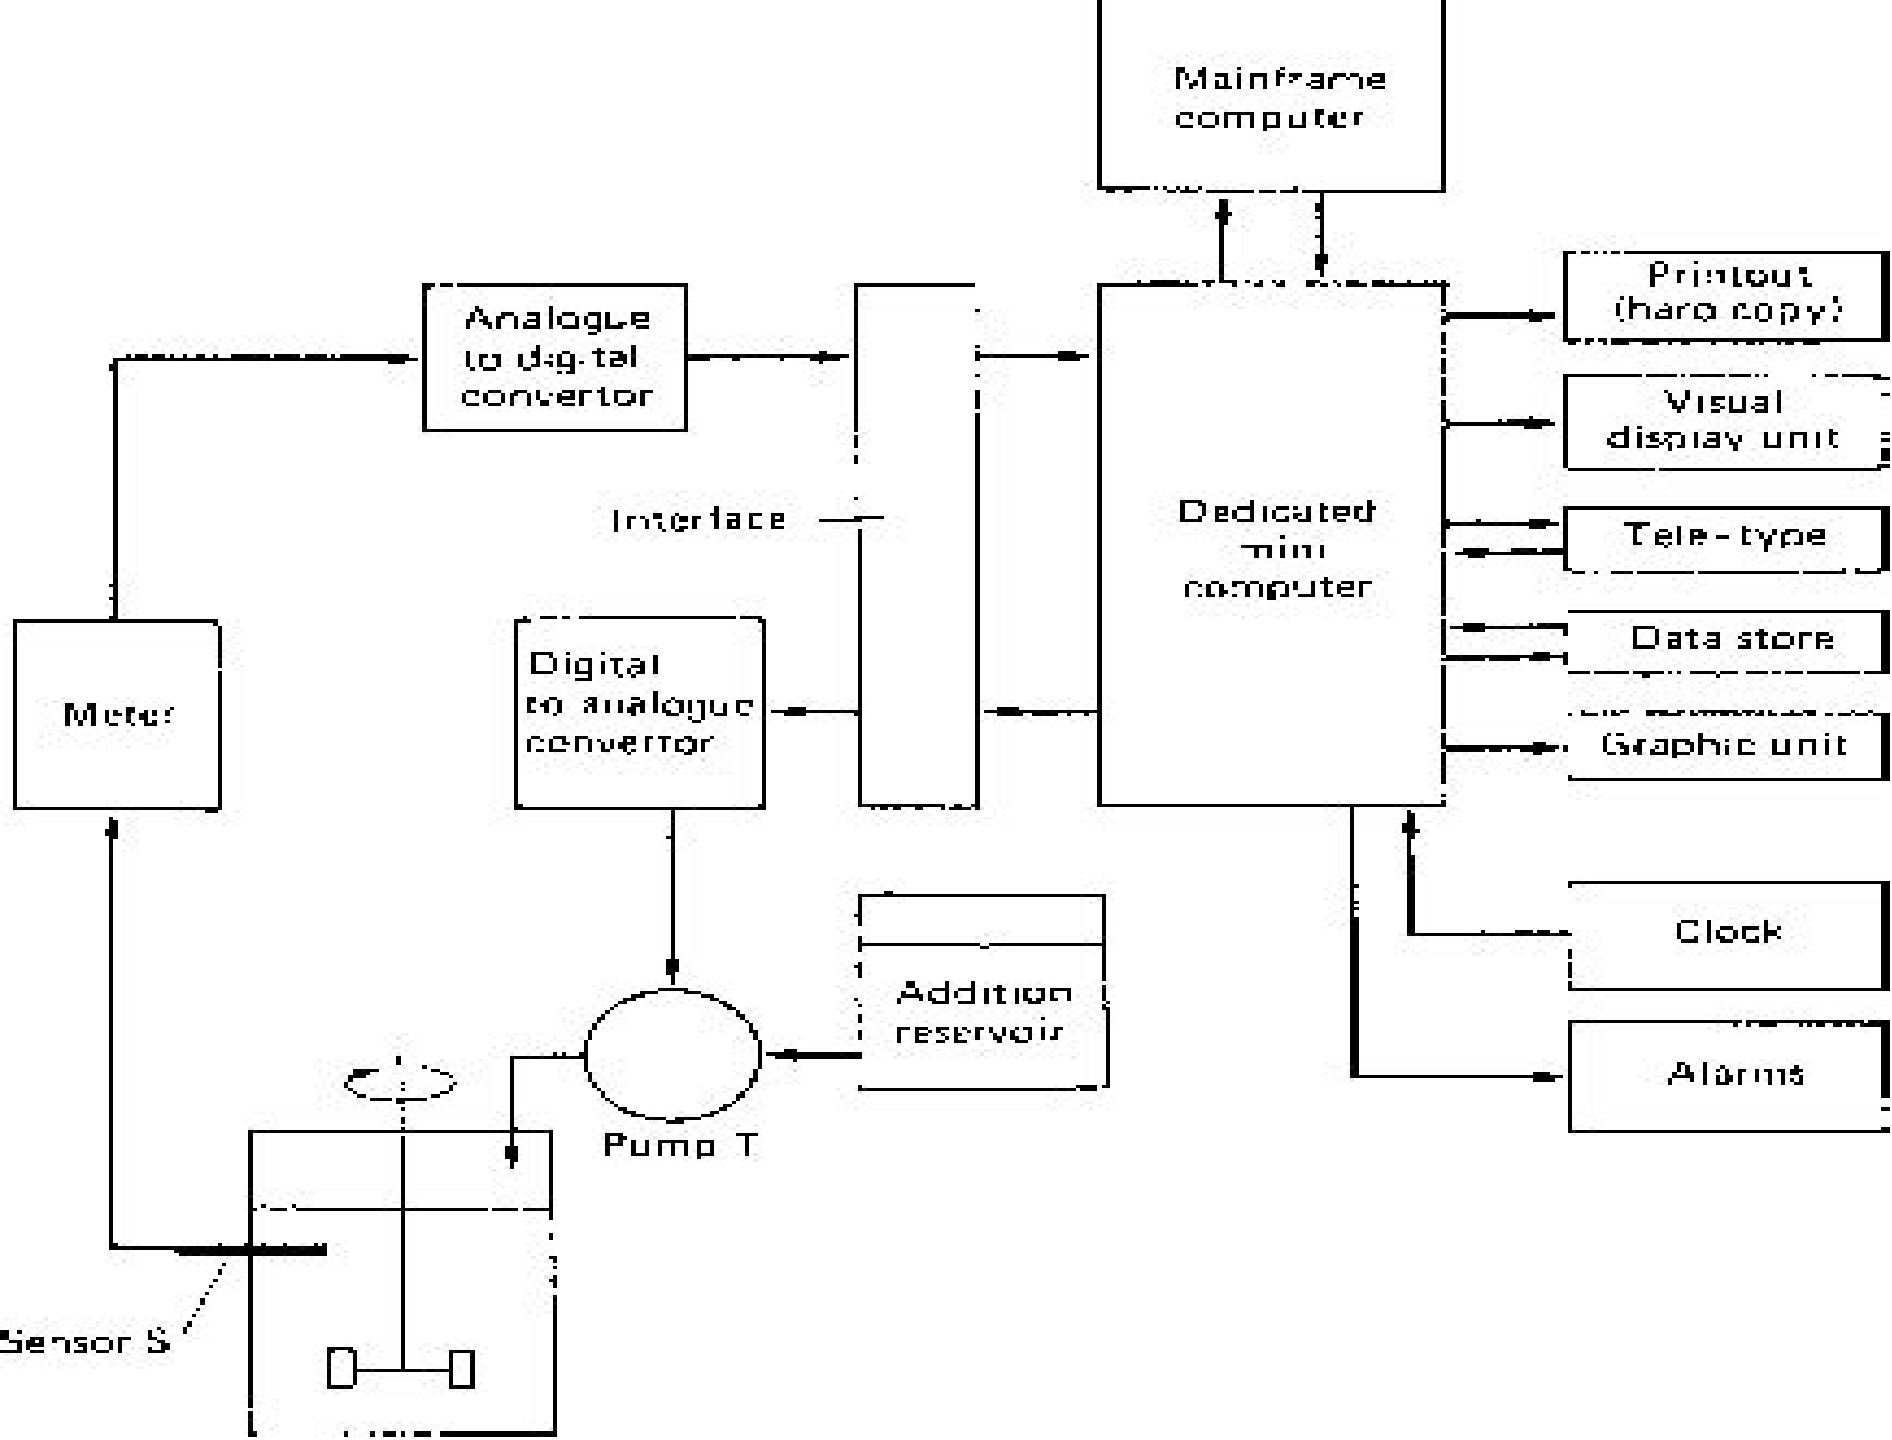 Mainframe
computer
Printout
(hard copy)
Analogue
to digital
convertor
Visual
display unit
Interface
Dedicated
mini
computer
Tele-type
Data store
Digital
to analogue
convertor
Meter
Graphic unit
Clock
Addition
reservoir
Alarms
Pump T
Sensor S